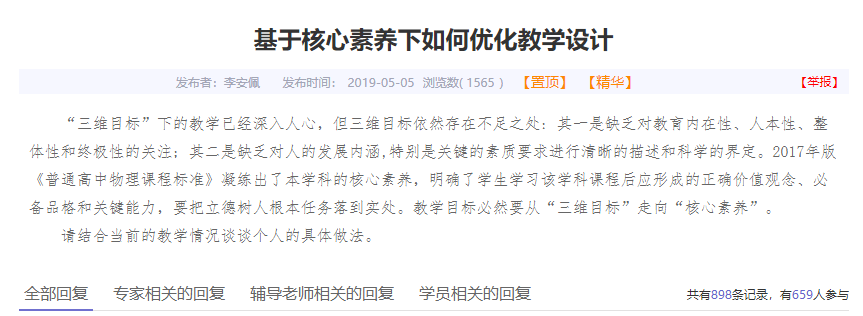 基于核心素养下如何优化教学设计
发布者：李安佩 发布时间： 2019-05-05 浏览数( 1565 ) 【置顶】 【精华】 【举报】
“三维目标”下的教学已经深入人心，但三维目标依然存在不足之处：其一是缺乏对教育内在性、人本性、整
体性和终极性的关注；其二是缺乏对人的发展内涵,特别是关键的素质要求进行清晰的描述和科学的界定。2017年版
《普通高中物理课程标准》凝练出了本学科的核心素养，明确了学生学习该学科课程后应形成的正确价值观念、必
备品格和关键能力，要把立德树人根本任务落到实处。教学目标必然要从“三维目标”走向“核心素养”。
请结合当前的教学情况谈谈个人的具体做法。
全部回复 专家相关的回复 辅导老师相关的回复 学员相关的回复 共有898条记录，有659人参与